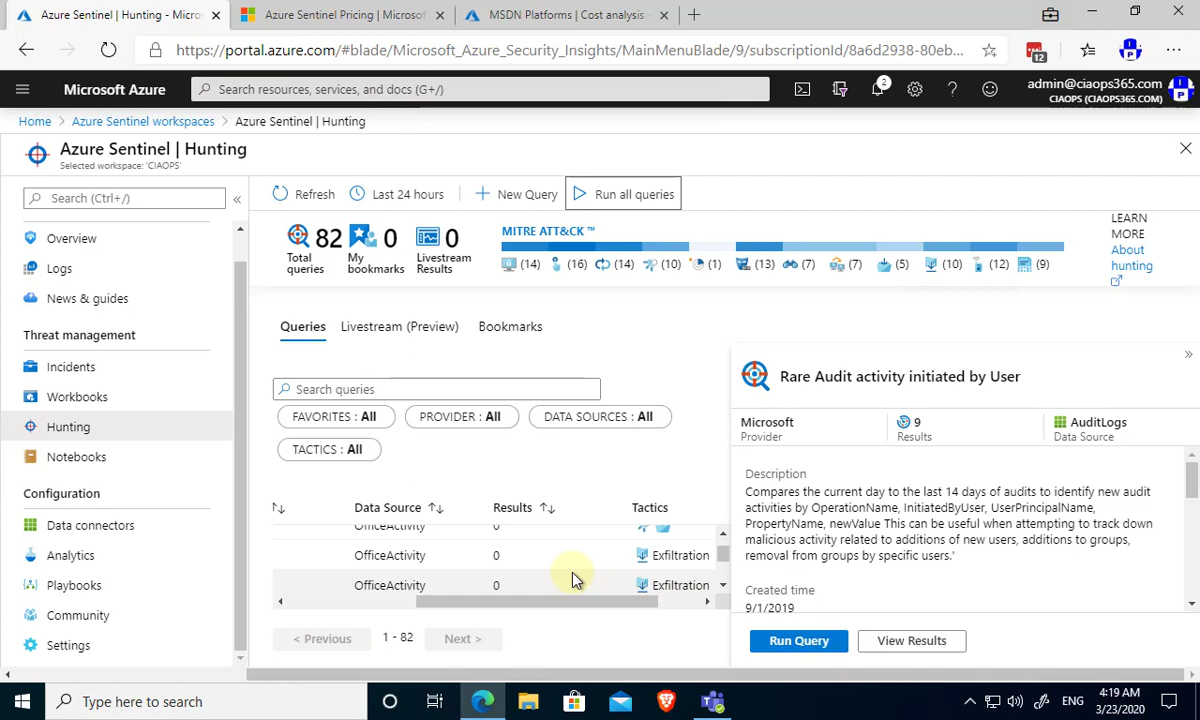 Azure Sentinel | Hunting - Micros
Azure Sentinel Pricing | Microsof
MSDN Platforms | Cost analysis -
https://portal.azure.com/#blade/Microsoft_Azure_Security_Insights/MainMenuBlade/9/subscriptionId/8a6d2938-80eb...
12
Microsoft Azure
Search resources, services, and docs (G+/)
2
admin@ciaops365.com
CIAOPS (CIAOPS365.COM)
Home > Azure Sentinel workspaces > Azure Sentinel | Hunting
Azure Sentinel | Hunting
Selected workspace: 'CIAOPS'
Search (Ctrl+/)
«
Overview
Logs
News & guides
Threat management
Incidents
Workbooks
Hunting
Notebooks
Configuration
Data connectors
Analytics
Playbooks
Community
Settings
Refresh
Last 24 hours
New Query
Run all queries
82
Total
queries
0
My
bookmarks
0
Livestream
Results
MITRE ATT&CK ™
(14) (16) (14) (10) (1) (13) (7) (7) (5) (10) (12) (9)
LEARN
MORE
About
hunting
Queries
Livestream (Preview)
Bookmarks
Search queries
FAVORITES : All
PROVIDER : All
DATA SOURCES : All
TACTICS : All
Data Source
Results
Tactics
OfficeActivity 0
OfficeActivity 0 Exfiltration
OfficeActivity 0 Exfiltration
< Previous
1 - 82
Next >
»
Rare Audit activity initiated by User
Microsoft
Provider
9
Results
AuditLogs
Data Source
Description
Compares the current day to the last 14 days of audits to identify new audit
activities by OperationName, InitiatedByUser, UserPrincipalName,
PropertyName, newValue This can be useful when attempting to track down
malicious activity related to additions of new users, additions to groups,
removal from groups by specific users.'
Created time
9/1/2019
Run Query
View Results
Type here to search
ENG
4:19 AM
3/23/2020